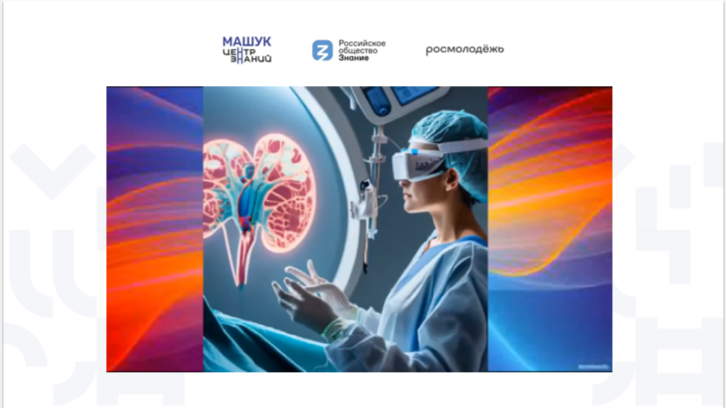 МАШУК
ЦЕНТР
ЗНАНИЙ
Российское
общество
Знание
росмолодёжь